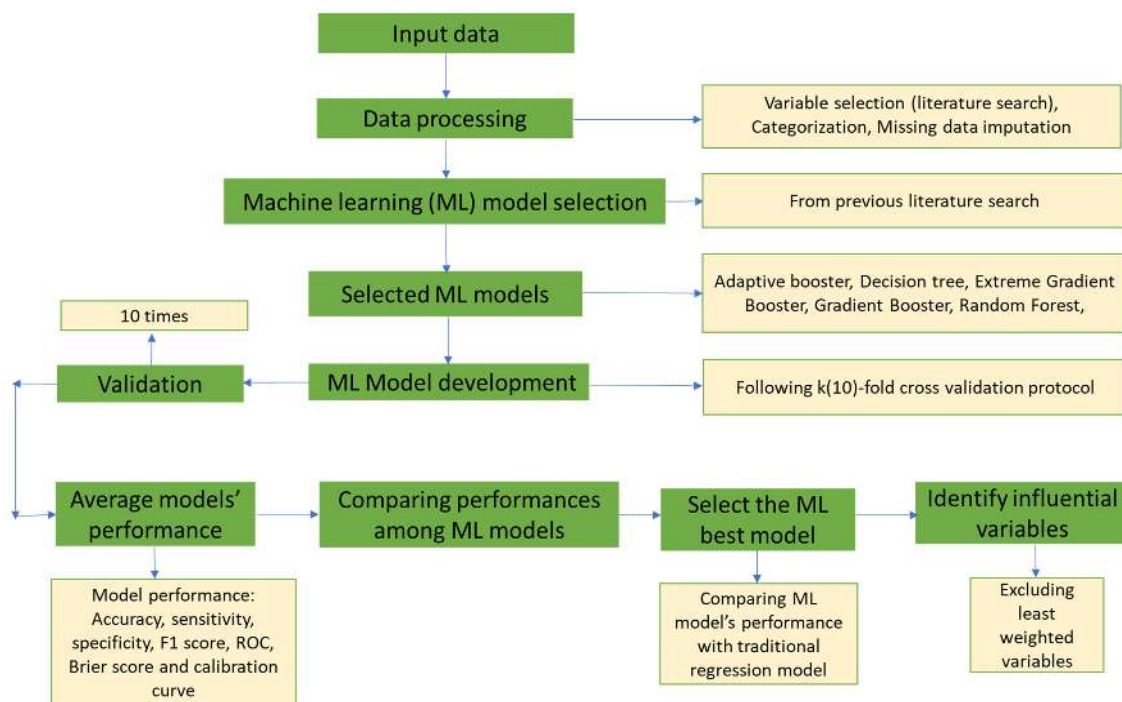 Input data
Data processing
Variable selection (literature search),
Categorization, Missing data imputation
Machine learning (ML) model selection
From previous literature search
Selected ML models
Adaptive booster, Decision tree, Extreme Gradient
Booster, Gradient Booster, Random Forest,
10 times
Validation
ML Model development
Following k(10)-fold cross validation protocol
Average models’
performance
Comparing performances
among ML models
Select the ML
best model
Identify influential
variables
Model performance:
Accuracy, sensitivity,
specificity, F1 score, ROC,
Brier score and calibration
curve
Comparing ML
model’s performance
with traditional
regression model
Excluding
least
weighted
variables